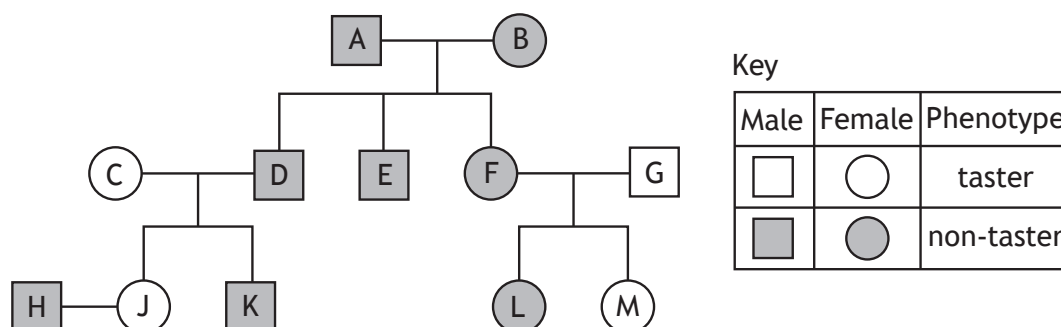 A B
Key
Male Female Phenotype
C D E F G
taster
non-taster
H J K L M